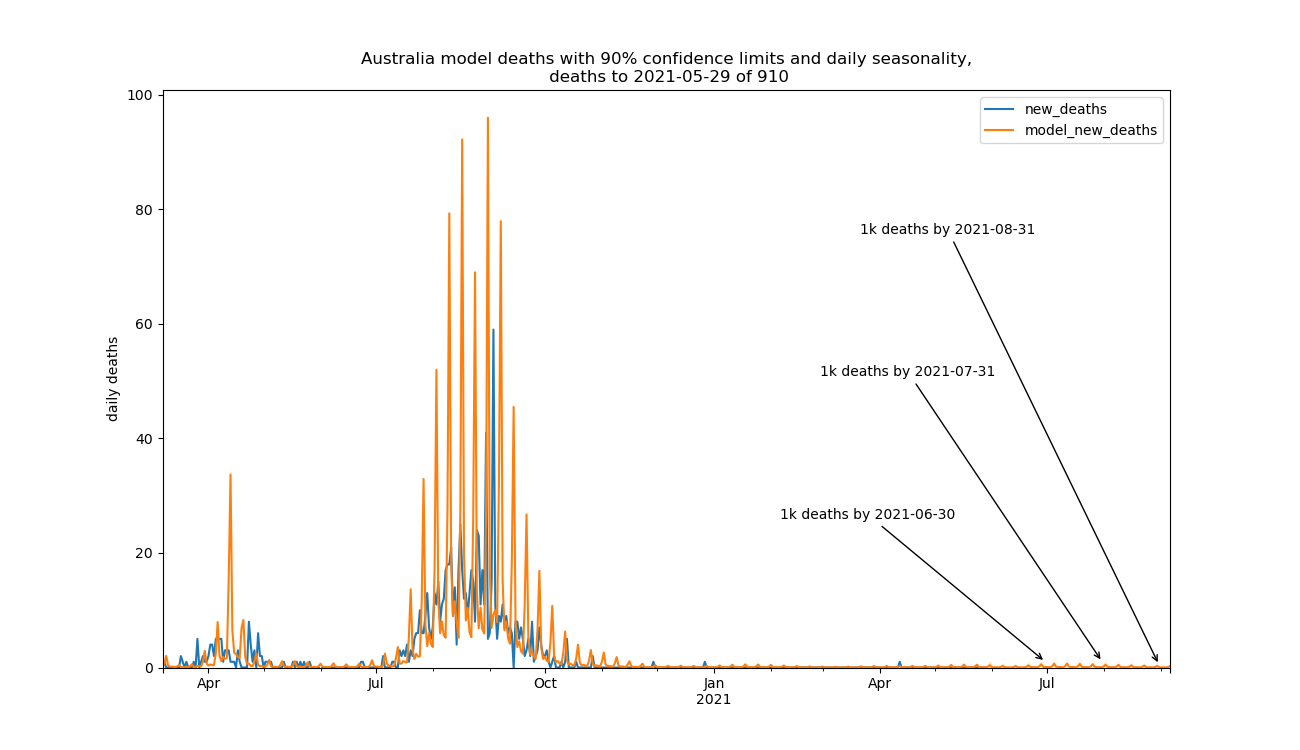 Australia model deaths with 90% confidence limits and daily seasonality,
deaths to 2021-05-29 of 910
100
80
60
40
20
0
daily deaths
new_deaths
model_new_deaths
1k deaths by 2021-08-31
1k deaths by 2021-07-31
1k deaths by 2021-06-30
Apr
Jul
Oct
Jan
2021
Apr
Jul